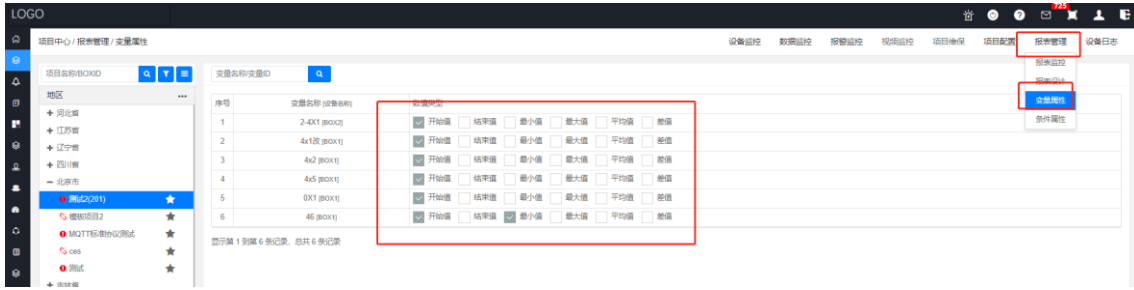 LOGO
725
项目中心 / 报表管理 / 变量属性
设备监控 数据监控 报警监控 视频监控 项目维保 项目配置 报表管理 设备日志
报表监控
报表设计
变量属性
条件属性
项目名称/BOXID
变量名称/变量ID
地区
+ 河北省
+ 江苏省
+ 辽宁省
+ 四川省
− 北京市
测试2(201)
模板项目2
MQTT标准协议测试
ces
测试
+ 吉林省
序号 变量名称 [设备名称] 数值类型
1 2-4X1 [BOX2] 开始值 结束值 最小值 最大值 平均值 差值
2 4x1改 [BOX1] 开始值 结束值 最小值 最大值 平均值 差值
3 4x2 [BOX1] 开始值 结束值 最小值 最大值 平均值 差值
4 4x5 [BOX1] 开始值 结束值 最小值 最大值 平均值 差值
5 0X1 [BOX1] 开始值 结束值 最小值 最大值 平均值 差值
6 46 [BOX1] 开始值 结束值 最小值 最大值 平均值 差值
显示第 1 到第 6 条记录，总共 6 条记录